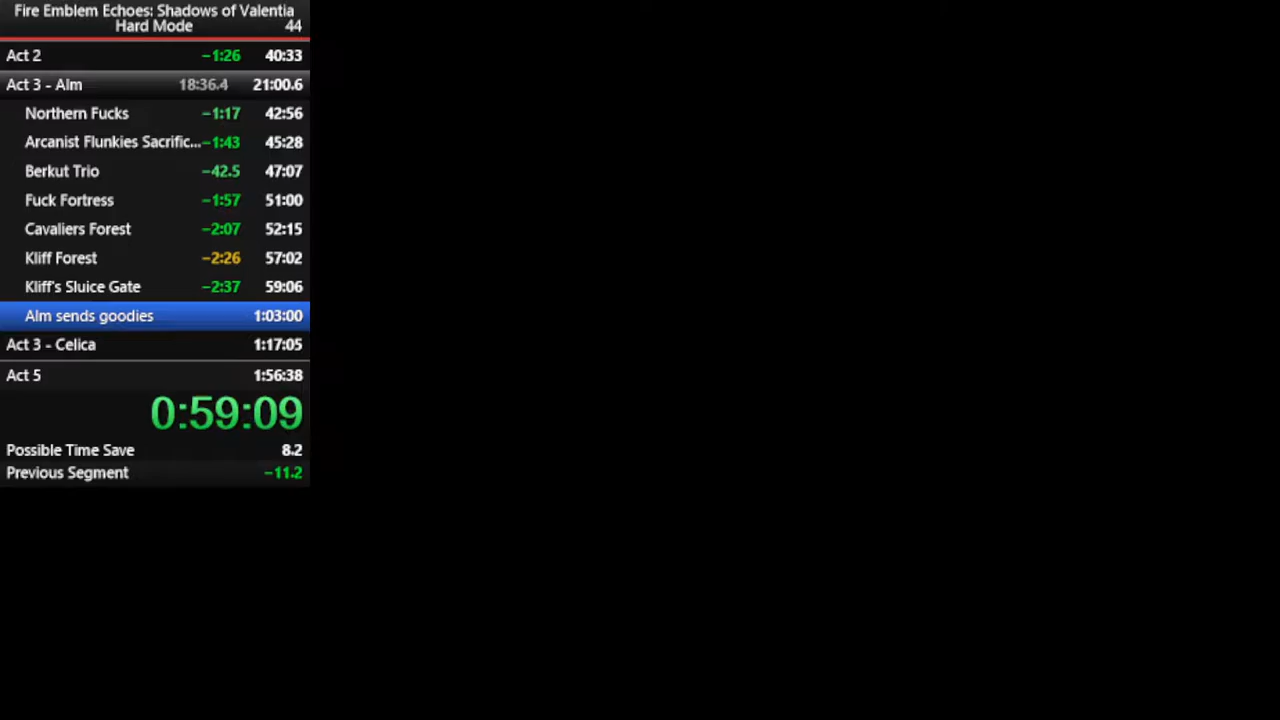 Fire Emblem Echoes: Shadows of Valentia
Hard Mode 44
Act 2 −1:26 40:33
Act 3 - Alm 18:36.4 21:00.6
Northern Fucks −1:17 42:56
Arcanist Flunkies Sacrific... −1:43 45:28
Berkut Trio −42.5 47:07
Fuck Fortress −1:57 51:00
Cavaliers Forest −2:07 52:15
Kliff Forest −2:26 57:02
Kliff's Sluice Gate −2:37 59:06
Alm sends goodies 1:03:00
Act 3 - Celica 1:17:05
Act 5 1:56:38
0:59:09
Possible Time Save 8.2
Previous Segment −11.2